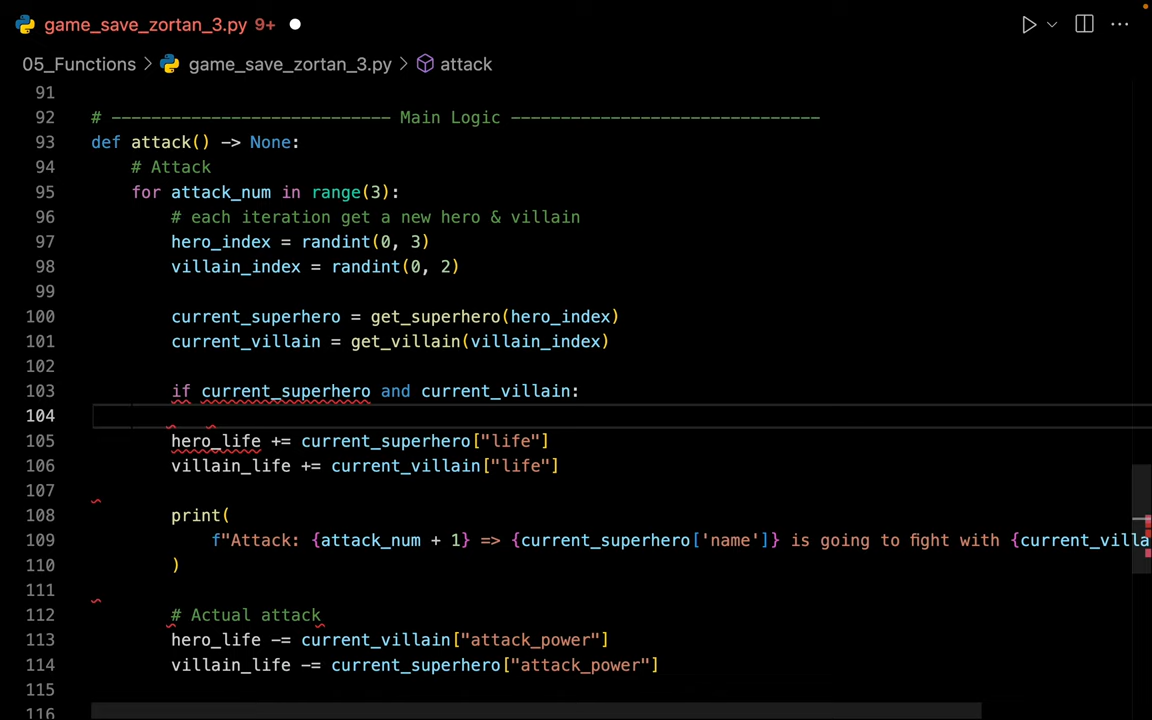 game_save_zortan_3.py 9+
05_Functions > game_save_zortan_3.py > attack
91
92 # ---------------------------- Main Logic -------------------------------
93 def attack() -> None:
94 # Attack
95 for attack_num in range(3):
96 # each iteration get a new hero & villain
97 hero_index = randint(0, 3)
98 villain_index = randint(0, 2)
99
100 current_superhero = get_superhero(hero_index)
101 current_villain = get_villain(villain_index)
102
103 if current_superhero and current_villain:
104
105 hero_life += current_superhero["life"]
106 villain_life += current_villain["life"]
107
108 print(
109 f"Attack: {attack_num + 1} => {current_superhero['name']} is going to fight with {current_villa
110 )
111
112 # Actual attack
113 hero_life -= current_villain["attack_power"]
114 villain_life -= current_superhero["attack_power"]
115
116